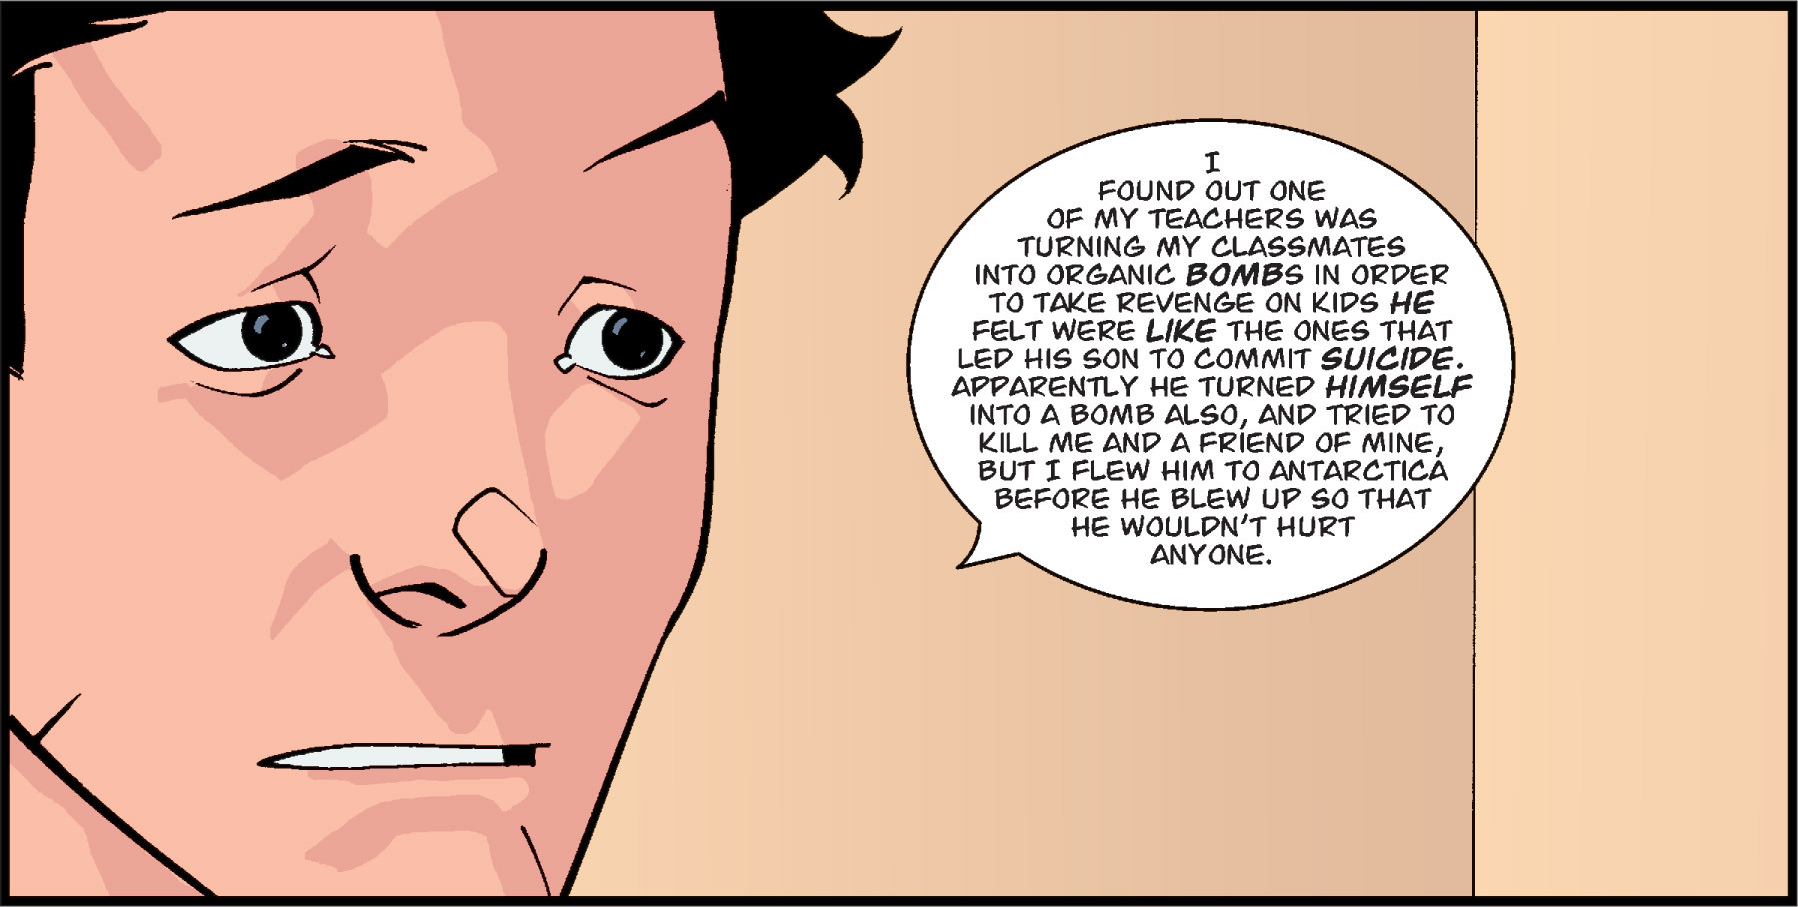 I
FOUND OUT ONE
OF MY TEACHERS WAS
TURNING MY CLASSMATES
INTO ORGANIC BOMBS IN ORDER
TO TAKE REVENGE ON KIDS HE
FELT WERE LIKE THE ONES THAT
LED HIS SON TO COMMIT SUICIDE.
APPARENTLY HE TURNED HIMSELF
INTO A BOMB ALSO, AND TRIED TO
KILL ME AND A FRIEND OF MINE,
BUT I FLEW HIM TO ANTARCTICA
BEFORE HE BLEW UP SO THAT
HE WOULDN'T HURT
ANYONE.